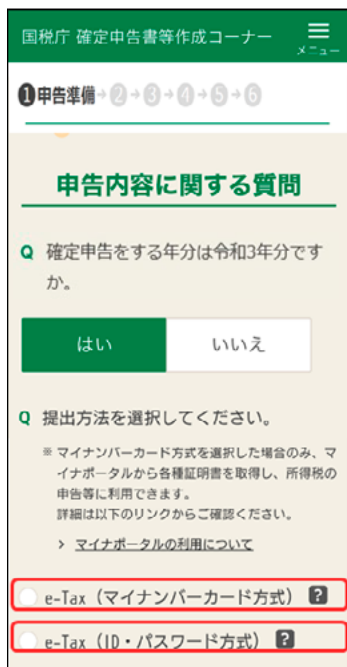 国税庁 確定申告書等作成コーナー
メニュー
1申告準備→2→3→4→5→6
申告内容に関する質問
Q 確定申告をする年分は令和3年分です
か。
はい いいえ
Q 提出方法を選択してください。
※ マイナンバーカード方式を選択した場合のみ、マ
イナポータルから各種証明書を取得し、所得税の
申告等に利用できます。
詳細は以下のリンクからご確認ください。
> マイナポータルの利用について
e-Tax（マイナンバーカード方式） ?
e-Tax（ID・パスワード方式） ?